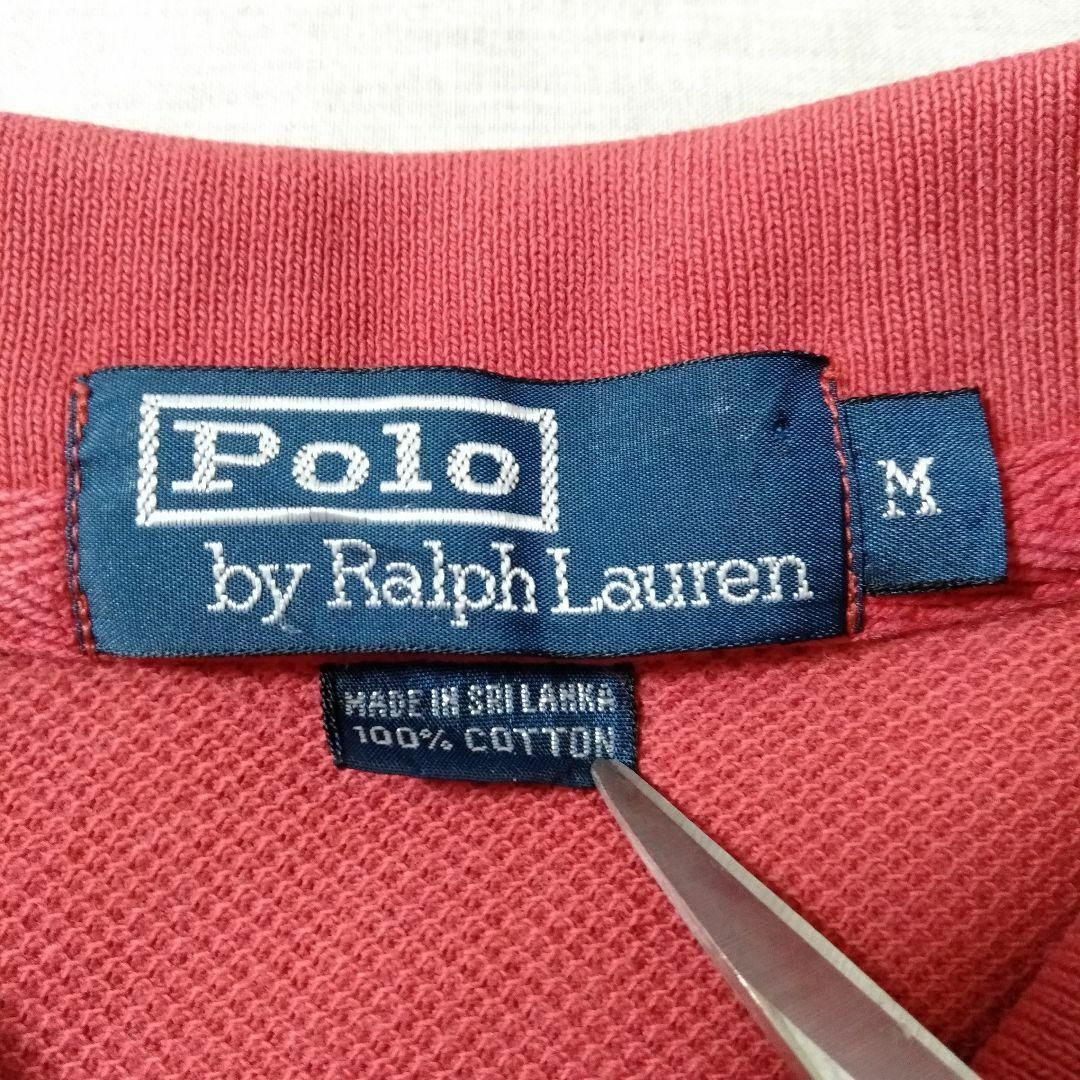 Polo
by Ralph Lauren
M
MADE IN SRI LANKA
100% COTTON